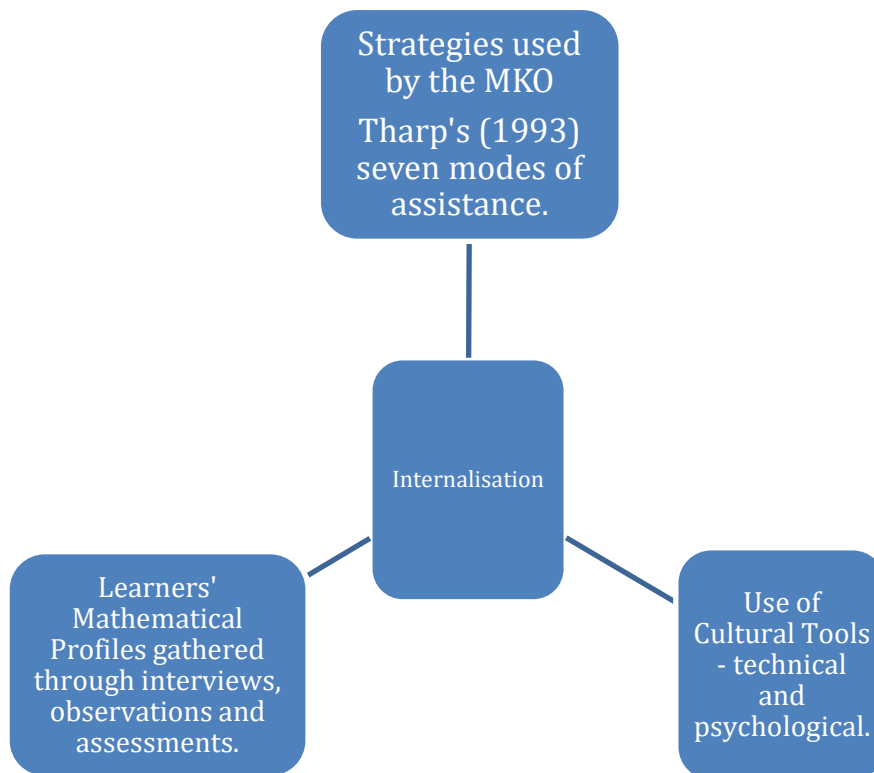 Strategies used
by the MKO
Tharp's (1993)
seven modes of
assistance.
Internalisation
Learners'
Mathematical
Profiles gathered
through interviews,
observations and
assessments.
Use of
Cultural Tools
- technical
and
psychological.